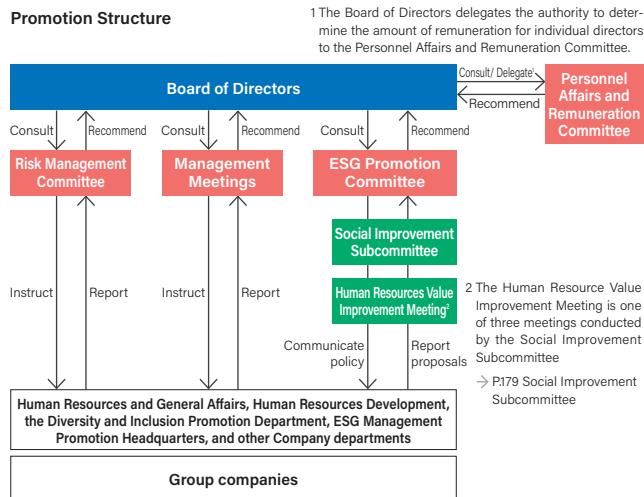 Promotion Structure
1 The Board of Directors delegates the authority to deter-
mine the amount of remuneration for individual directors
to the Personnel Affairs and Remuneration Committee.
Board of Directors
Consult/ Delegate¹
Recommend
Personnel
Affairs and
Remuneration
Committee
Consult
Recommend
Consult
Recommend
Consult
Recommend
Risk Management
Committee
Management
Meetings
ESG Promotion
Committee
Social Improvement
Subcommittee
Human Resources Value
Improvement Meeting²
Instruct
Report
Instruct
Report
Communicate
policy
Report
proposals
2 The Human Resource Value
Improvement Meeting is one
of three meetings conducted
by the Social Improvement
Subcommittee
→ P.179 Social Improvement
Subcommittee
Human Resources and General Affairs, Human Resources Development,
the Diversity and Inclusion Promotion Department, ESG Management
Promotion Headquarters, and other Company departments
Group companies